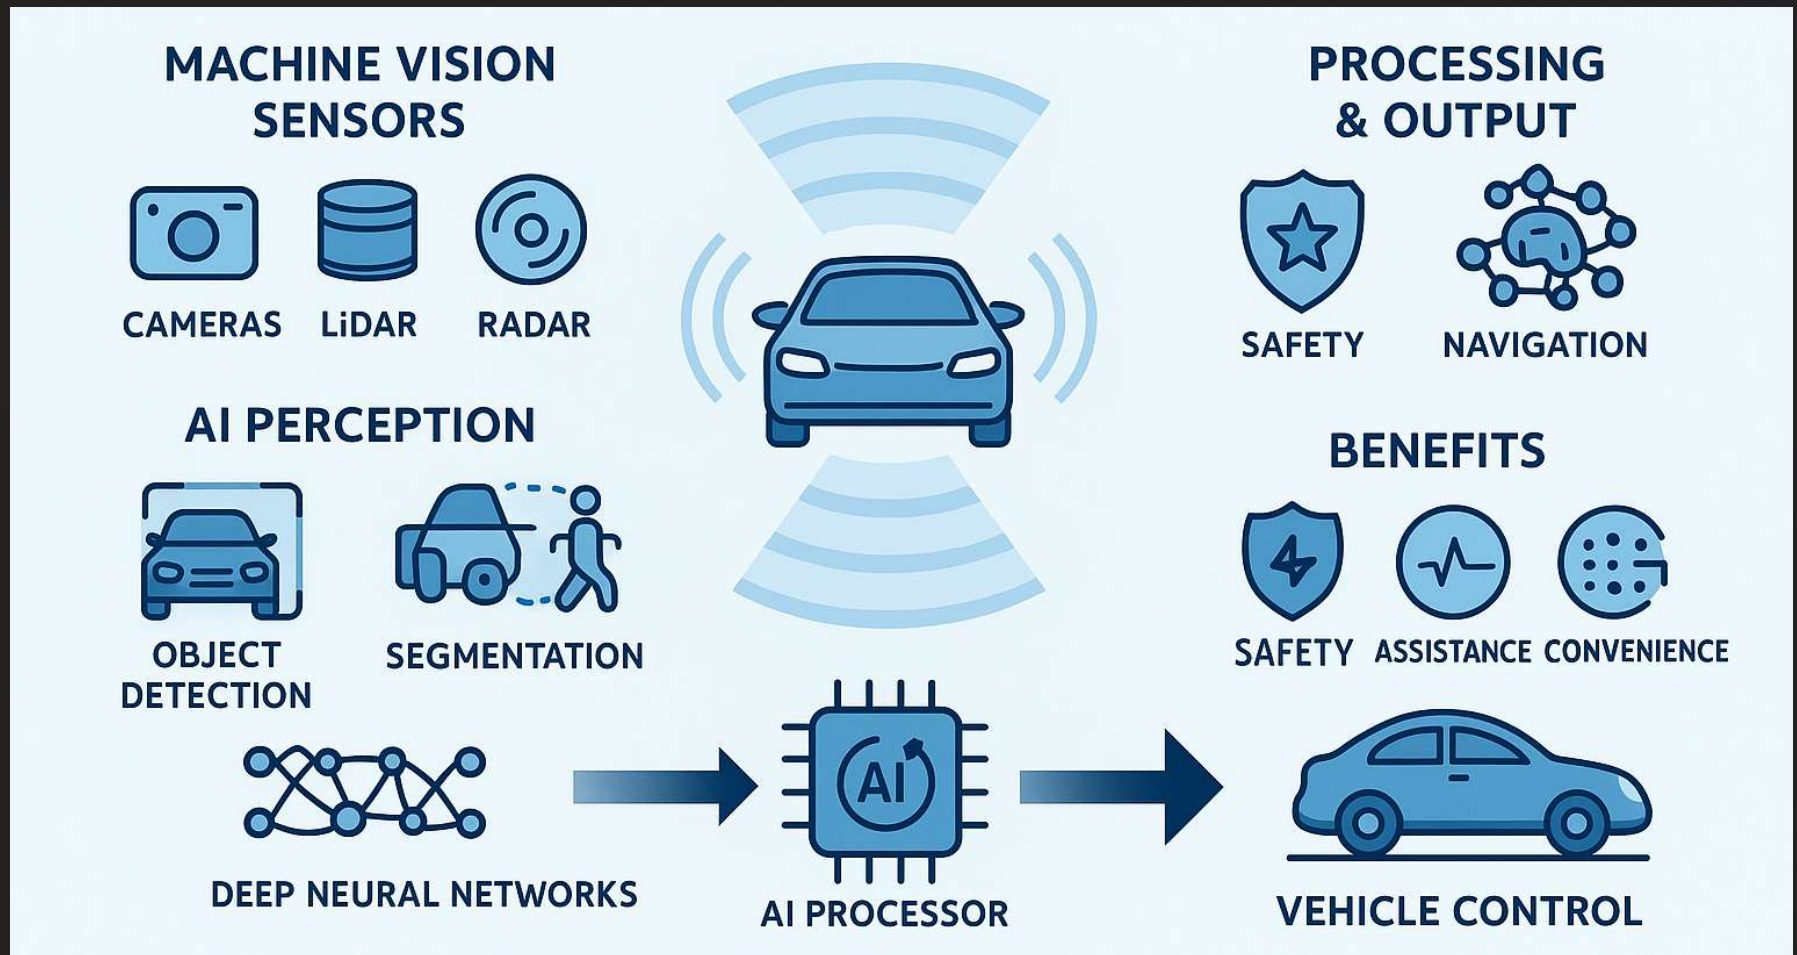 MACHINE VISION
SENSORS
CAMERAS
LiDAR
RADAR
AI PERCEPTION
OBJECT
DETECTION
SEGMENTATION
DEEP NEURAL NETWORKS
AI
AI PROCESSOR
PROCESSING
& OUTPUT
SAFETY
NAVIGATION
BENEFITS
SAFETY
ASSISTANCE
CONVENIENCE
VEHICLE CONTROL